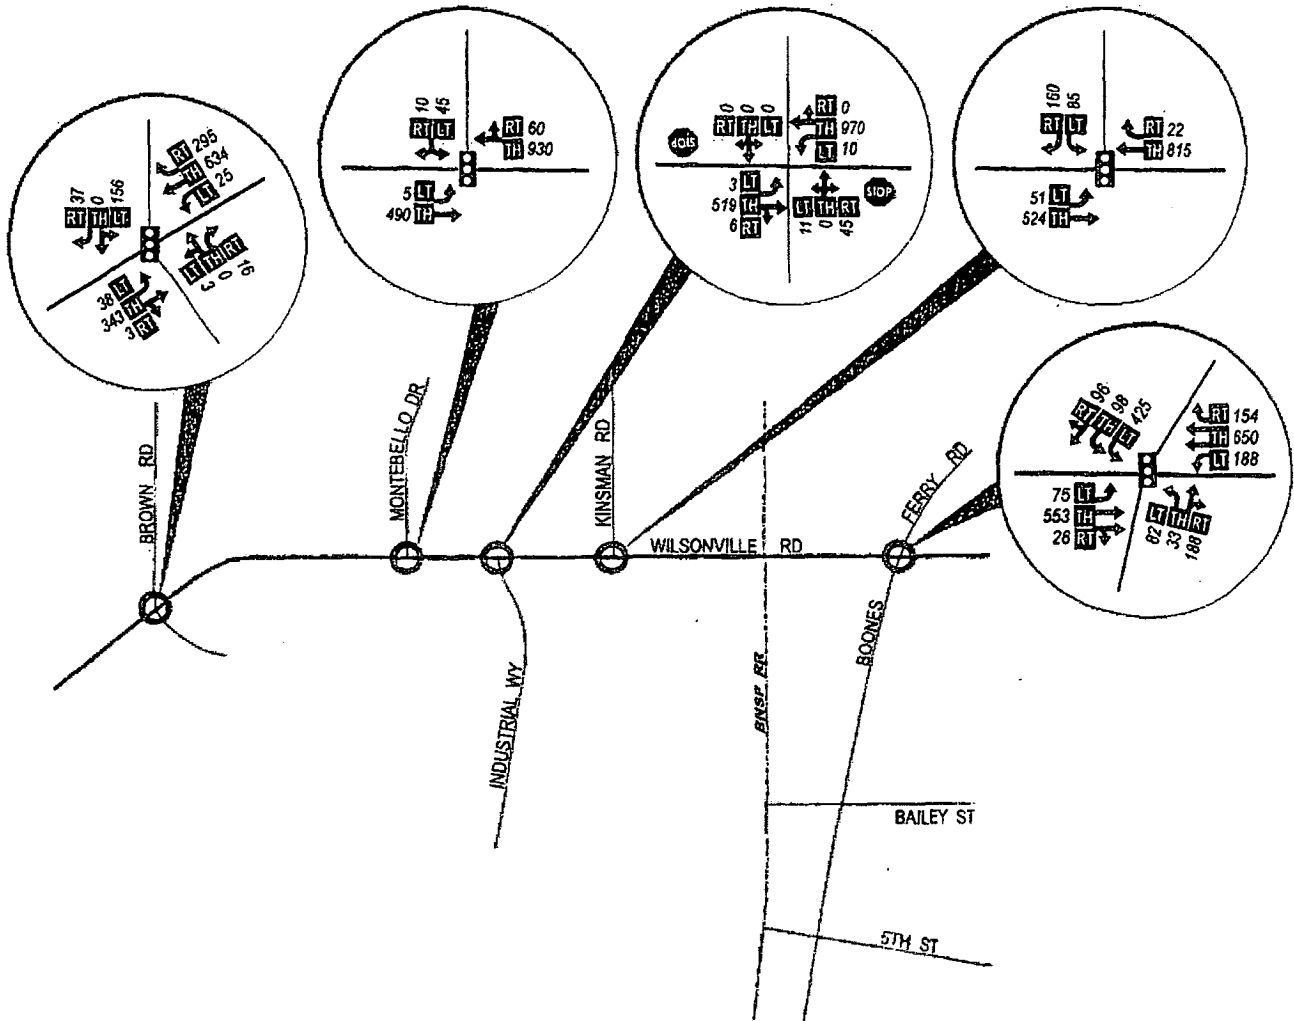 RT 295
TH 634
LT 25
37 0 156
RT TH LT
LT TH RT
3 0 16
38 LT
343 TH
3 RT
10 45
RT LT
RT 60
TH 930
5 LT
490 TH
0 0 0
RT TH LT
STOP
RT 0
TH 970
LT 10
3 LT
519 TH
6 RT
LT TH RT
11 0 45
STOP
160 85
RT LT
RT 22
TH 815
51 LT
524 TH
96 98 425
RT TH LT
RT 154
TH 650
LT 188
75 LT
553 TH
26 RT
LT TH RT
62 33 188
BROWN RD
MONTEBELLO DR
KINSMAN RD
FERRY RD
WILSONVILLE RD
BOONES
INDUSTRIAL WY
BNSF RR
BAILEY ST
5TH ST